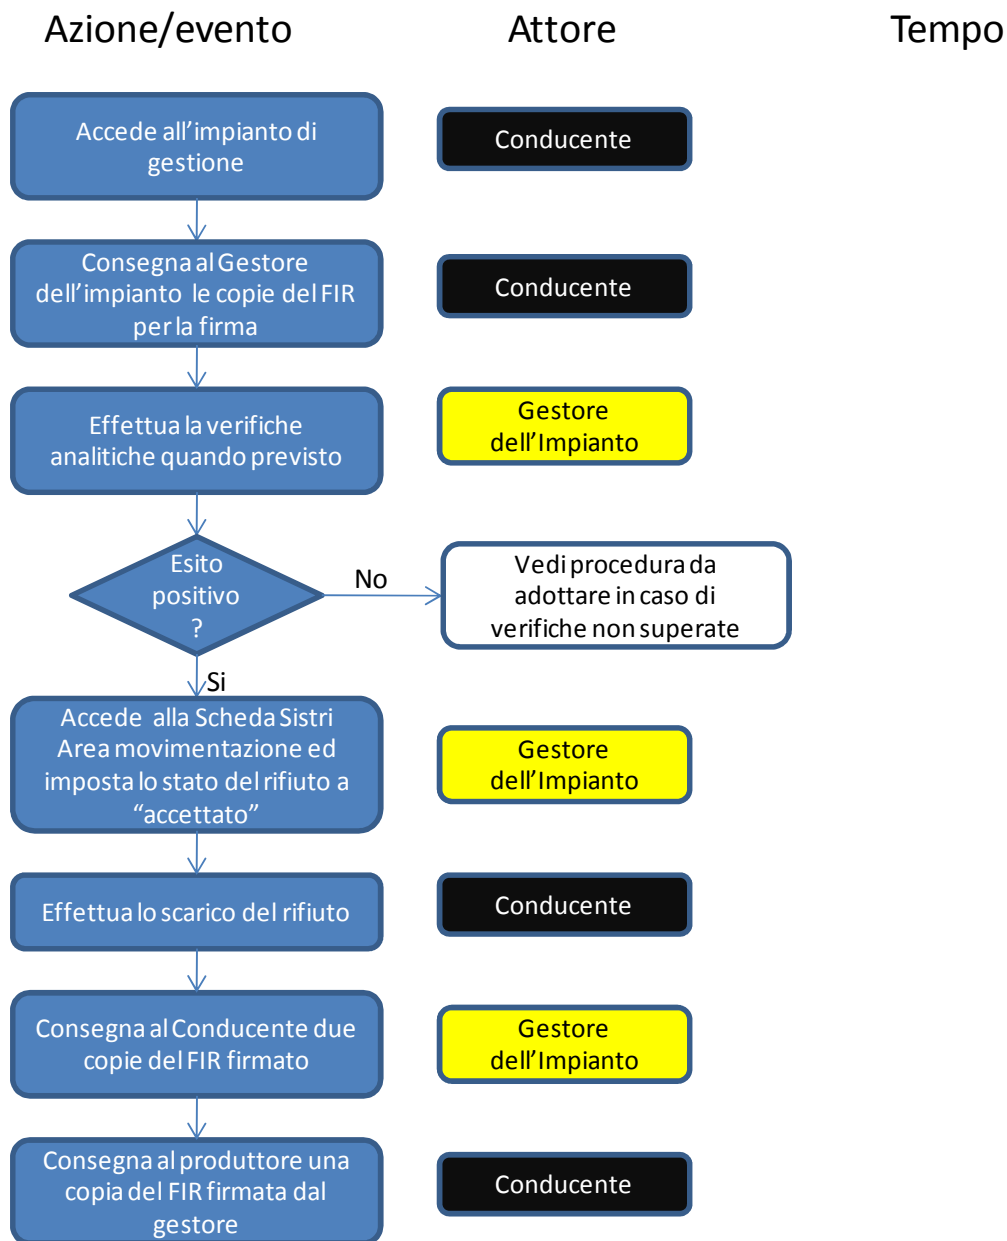 Azione/evento Attore Tempo
Accede all'impianto di
gestione
Conducente
Consegna al Gestore
dell'impianto le copie del FIR
per la firma
Conducente
Effettua la verifiche
analitiche quando previsto
Gestore
dell'Impianto
Esito
positivo
?
No
Vedi procedura da
adottare in caso di
verifiche non superate
Si
Accede alla Scheda Sistri
Area movimentazione ed
imposta lo stato del rifiuto a
“accettato”
Gestore
dell'Impianto
Effettua lo scarico del rifiuto
Conducente
Consegna al Conducente due
copie del FIR firmato
Gestore
dell'Impianto
Consegna al produttore una
copia del FIR firmata dal
gestore
Conducente